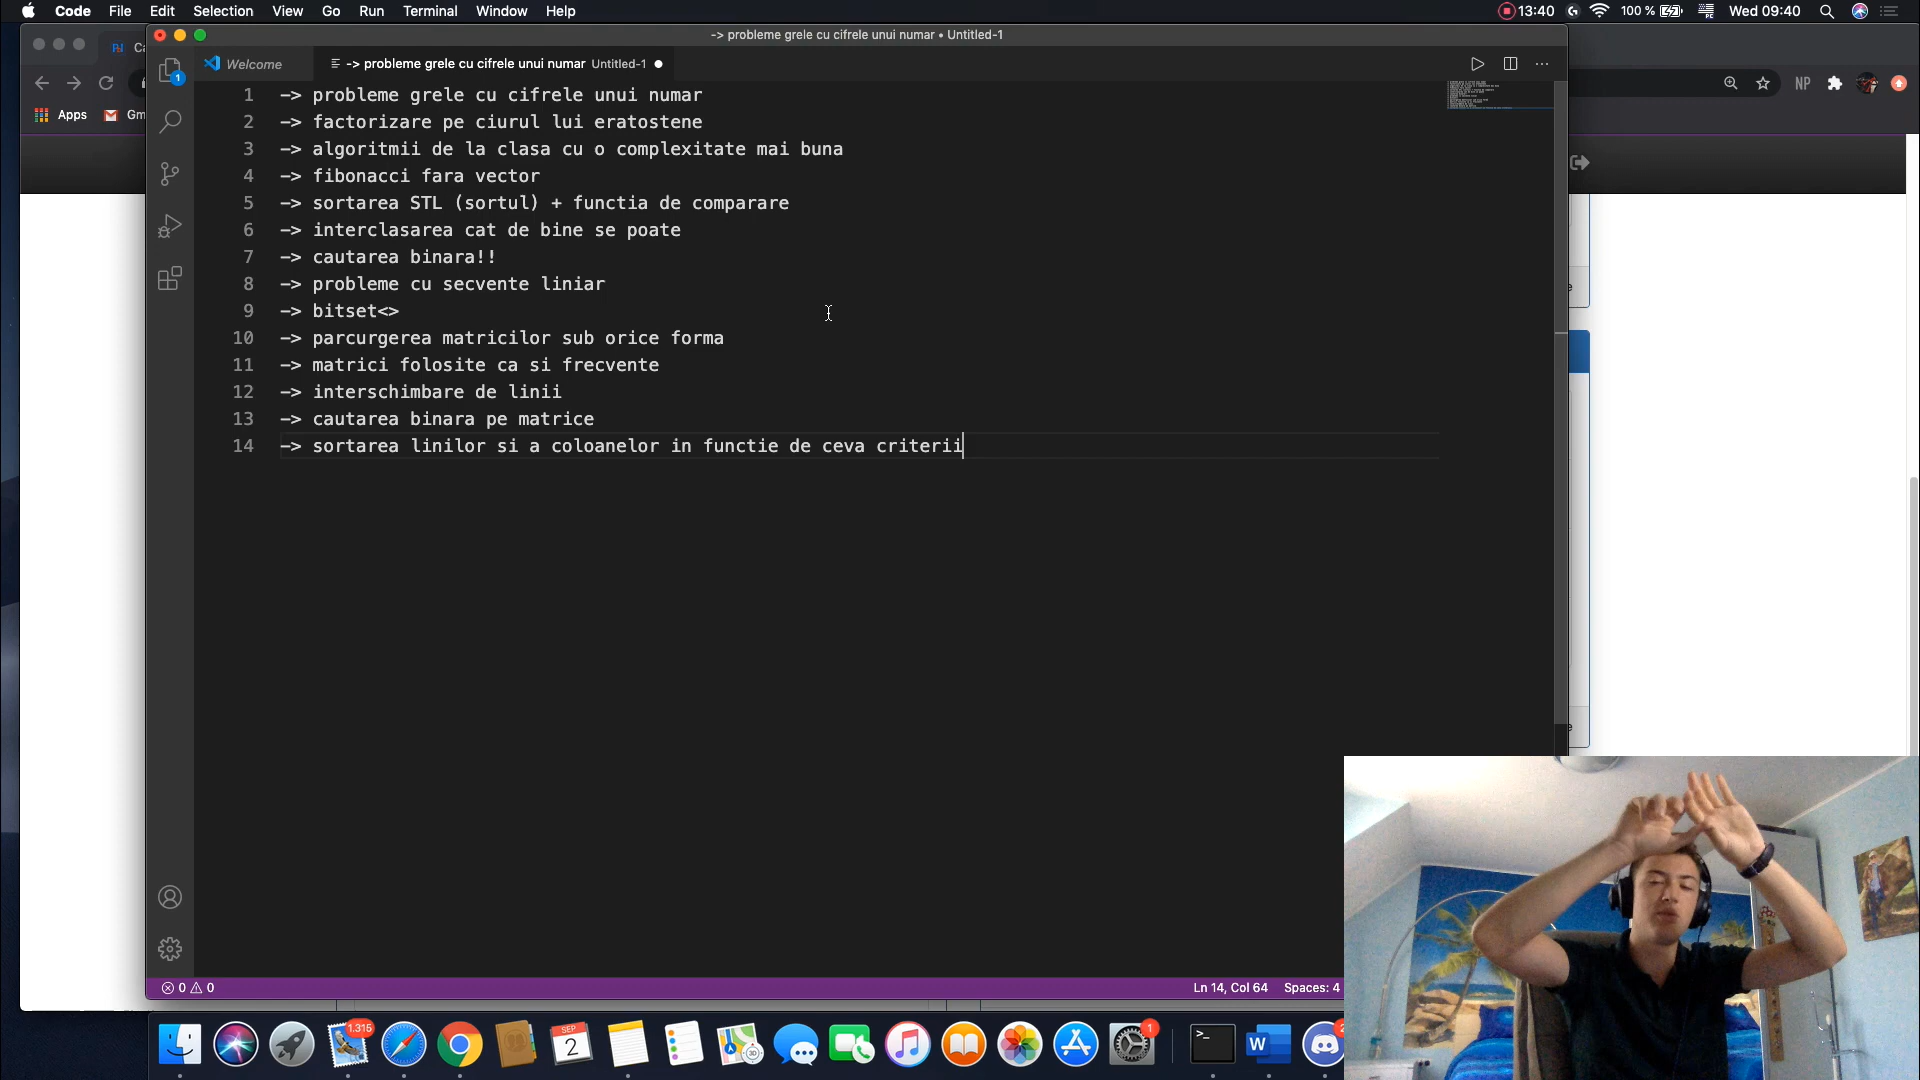 Code File Edit Selection View Go Run Terminal Window Help 13:40 100 % Wed 09:40
-> probleme grele cu cifrele unui numar • Untitled-1
Welcome -> probleme grele cu cifrele unui numar Untitled-1
Apps
NP
1 -> probleme grele cu cifrele unui numar
2 -> factorizare pe ciurul lui eratostene
3 -> algoritmii de la clasa cu o complexitate mai buna
4 -> fibonacci fara vector
5 -> sortarea STL (sortul) + functia de comparare
6 -> interclasarea cat de bine se poate
7 -> cautarea binara!!
8 -> probleme cu secvente liniar
9 -> bitset<>
10 -> parcurgerea matricilor sub orice forma
11 -> matrici folosite ca si frecvente
12 -> interschimbare de linii
13 -> cautarea binara pe matrice
14 -> sortarea linilor si a coloanelor in functie de ceva criterii
0 0 Ln 14, Col 64 Spaces: 4
1.315 SEP 2 1